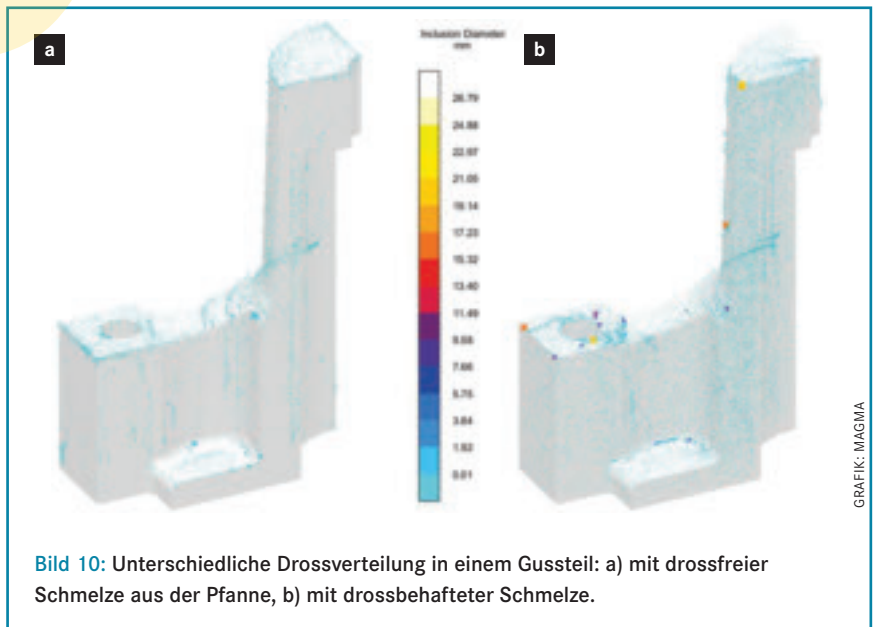 a
Inclusion Diameter
mm
b
26.79
24.88
22.97
21.05
19.14
17.23
15.32
13.40
11.49
9.58
7.66
5.75
3.84
1.92
0.01
GRAFIK: MAGMA
Bild 10: Unterschiedliche Drossverteilung in einem Gussteil: a) mit drossfreier
Schmelze aus der Pfanne, b) mit drossbehafteter Schmelze.